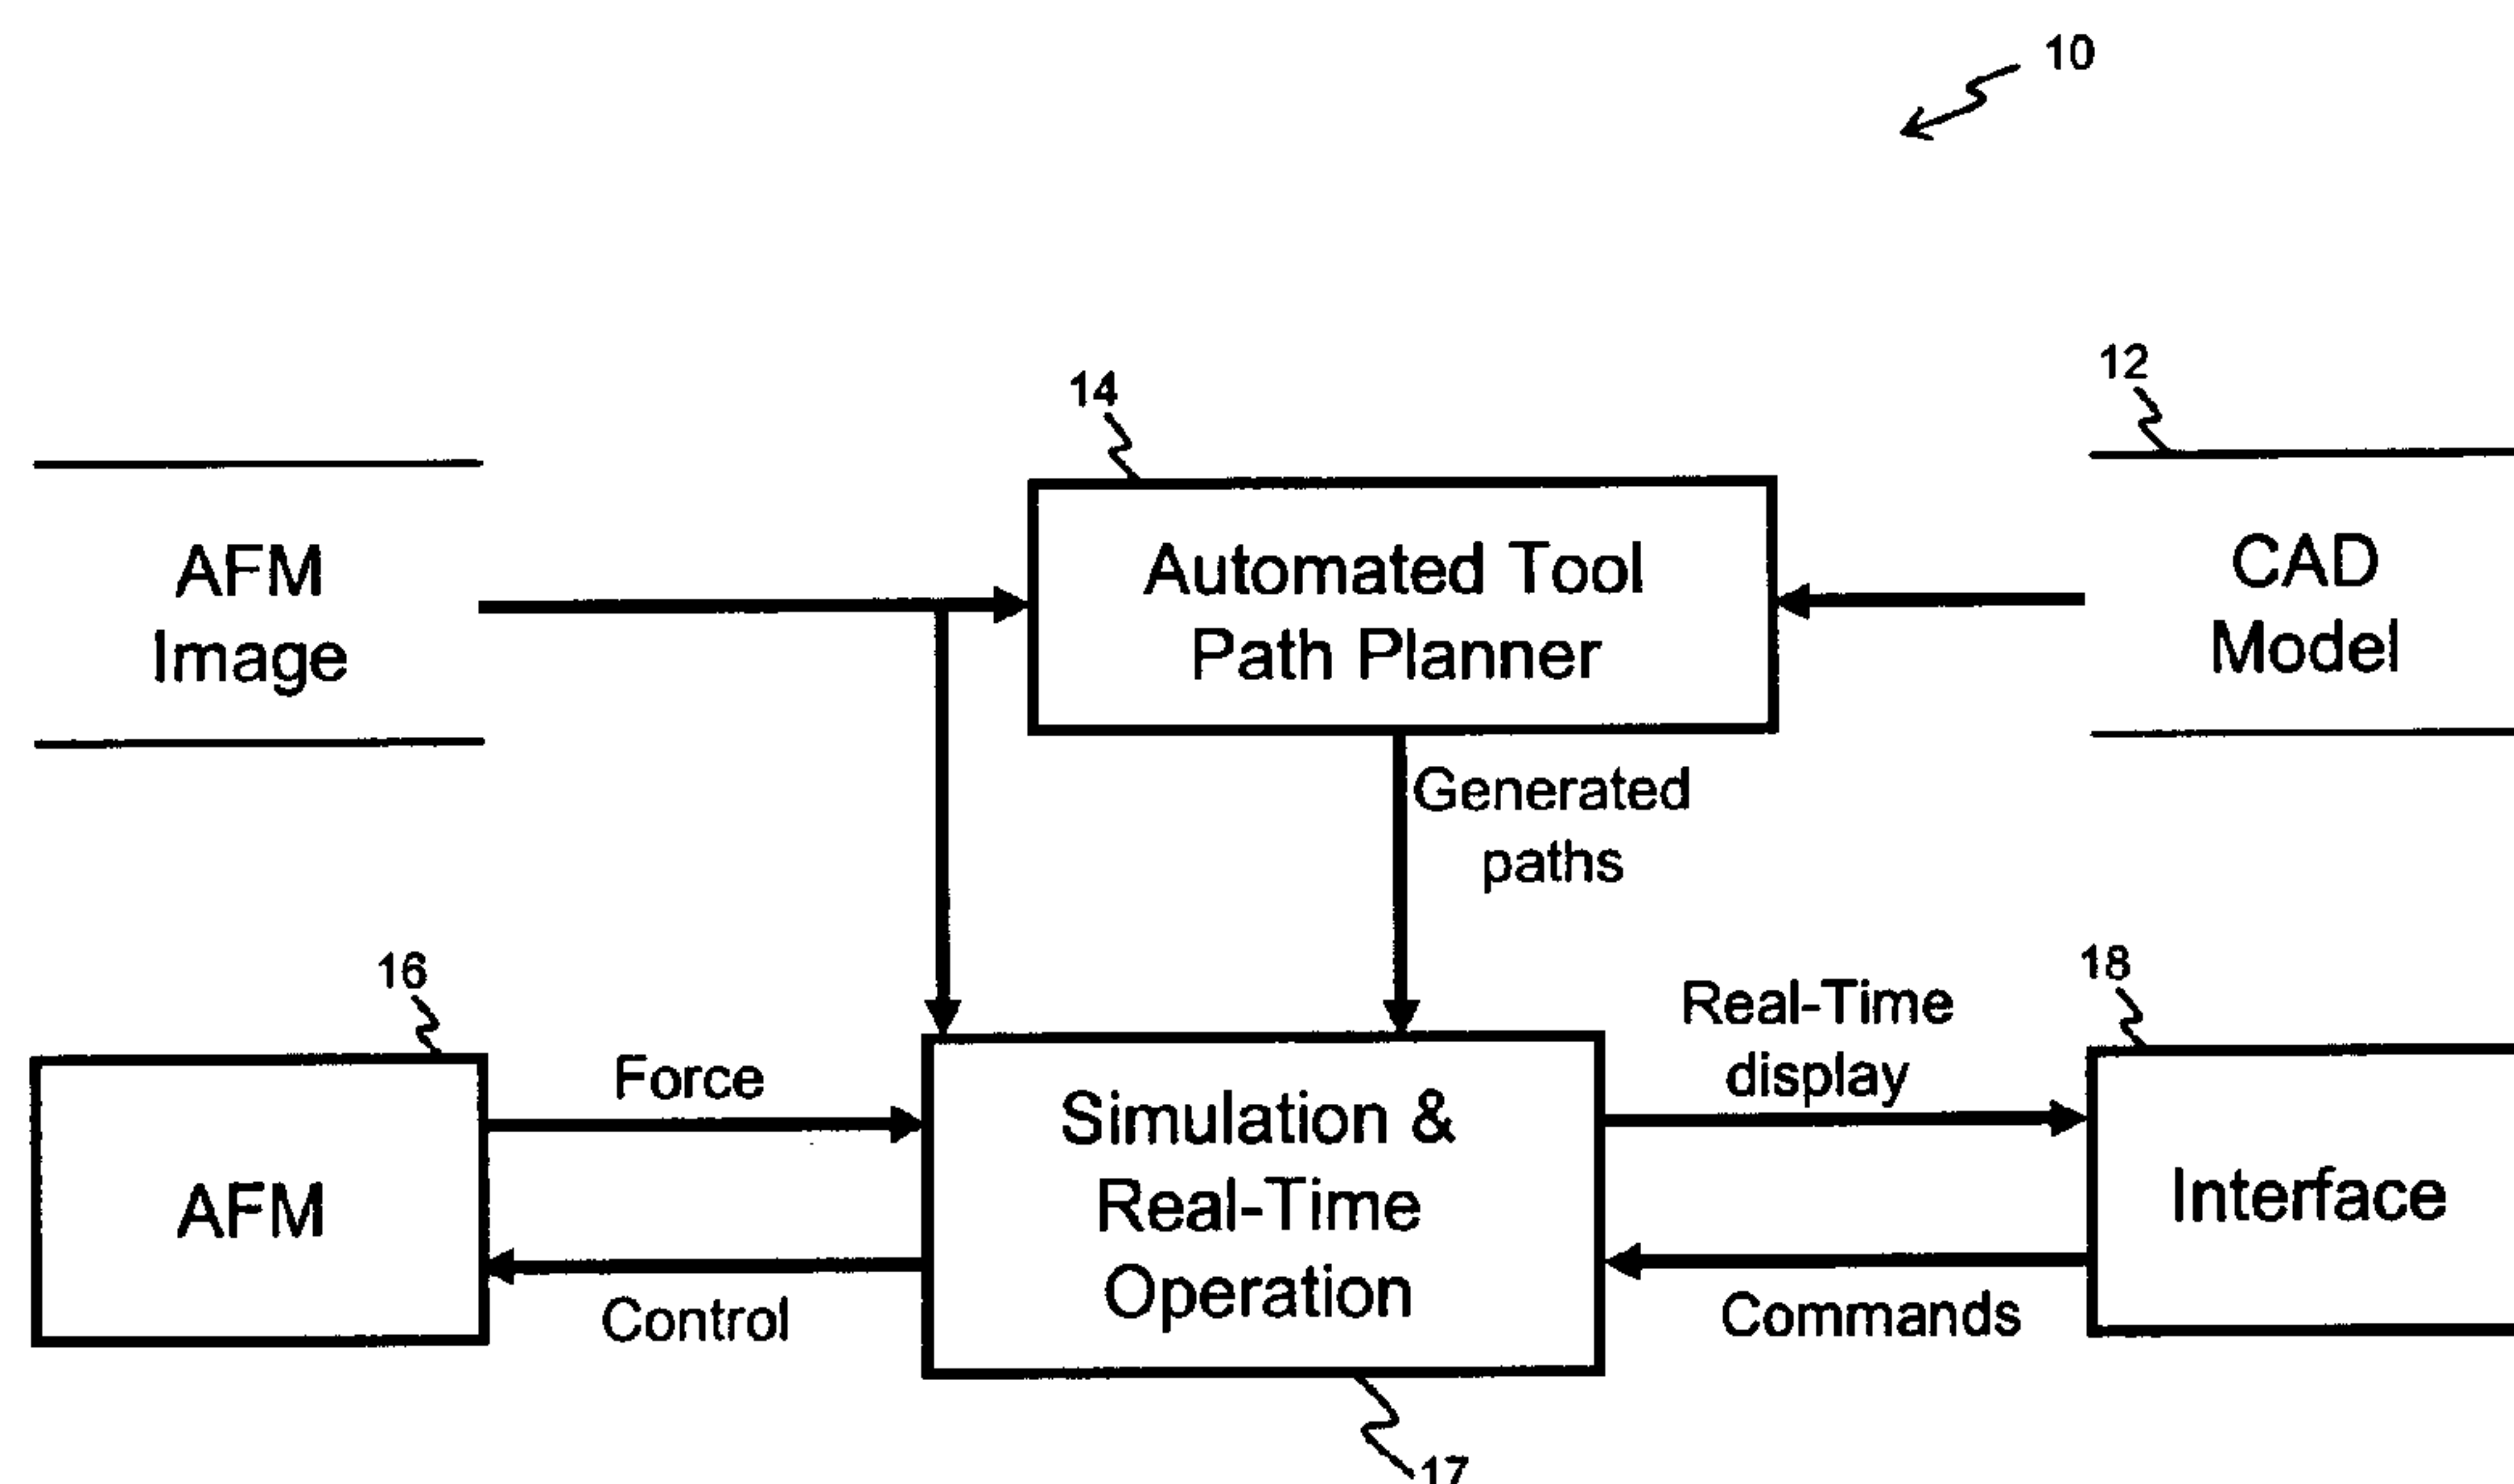 10
12
14
AFM
Image
Automated Tool
Path Planner
CAD
Model
Generated
paths
16
18
Real-Time
display
Force
AFM
Simulation &
Real-Time
Operation
Interface
Control
Commands
17